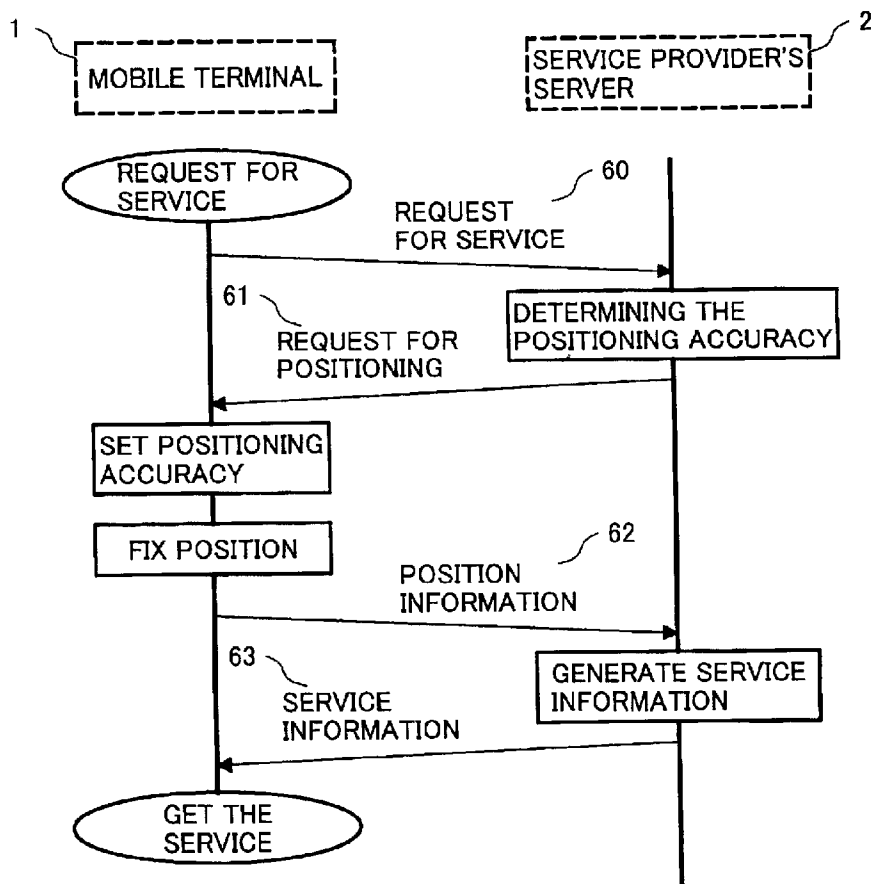 1
MOBILE TERMINAL
2
SERVICE PROVIDER'S
SERVER
REQUEST FOR
SERVICE
60
REQUEST
FOR SERVICE
DETERMINING THE
POSITIONING ACCURACY
61
REQUEST FOR
POSITIONING
SET POSITIONING
ACCURACY
FIX POSITION
62
POSITION
INFORMATION
GENERATE SERVICE
INFORMATION
63
SERVICE
INFORMATION
GET THE
SERVICE